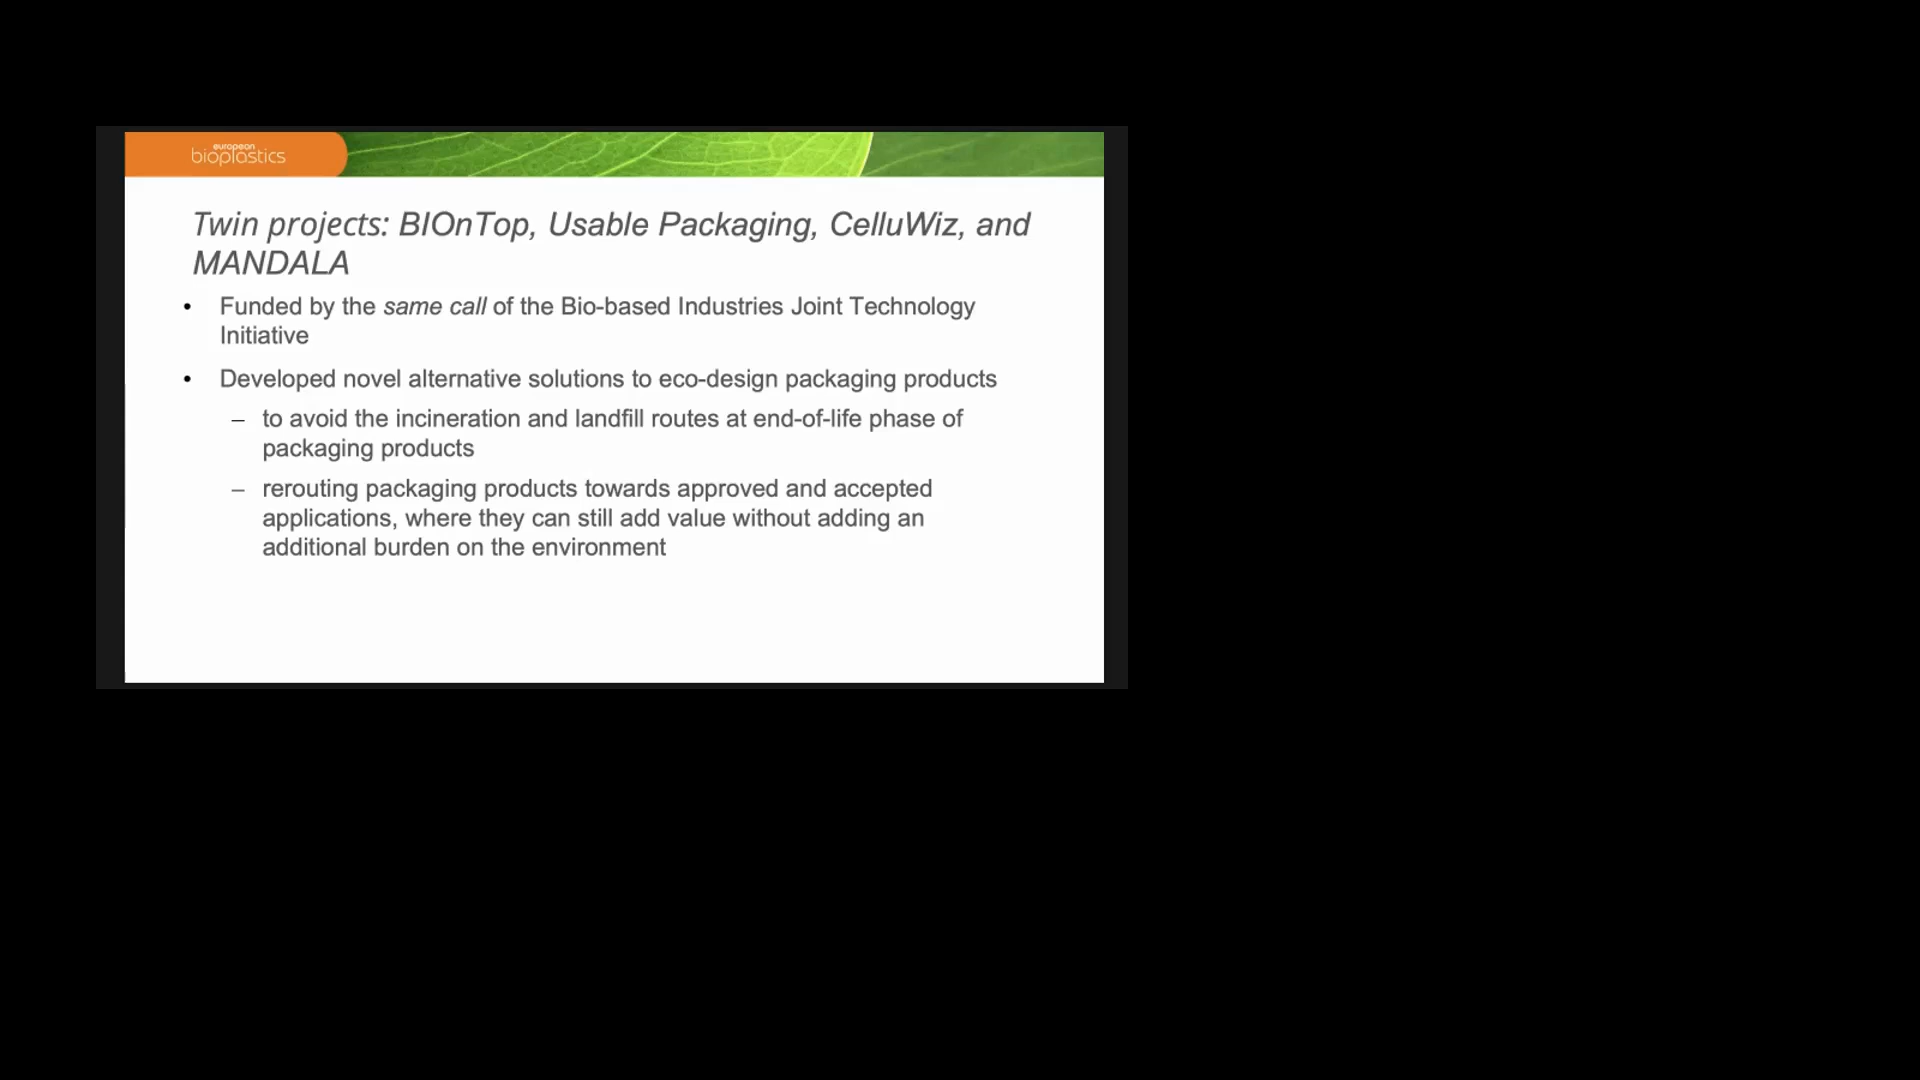 european
bioplastics
Twin projects: BIOnTop, Usable Packaging, CelluWiz, and
MANDALA
• Funded by the same call of the Bio-based Industries Joint Technology
Initiative
• Developed novel alternative solutions to eco-design packaging products
– to avoid the incineration and landfill routes at end-of-life phase of
packaging products
– rerouting packaging products towards approved and accepted
applications, where they can still add value without adding an
additional burden on the environment